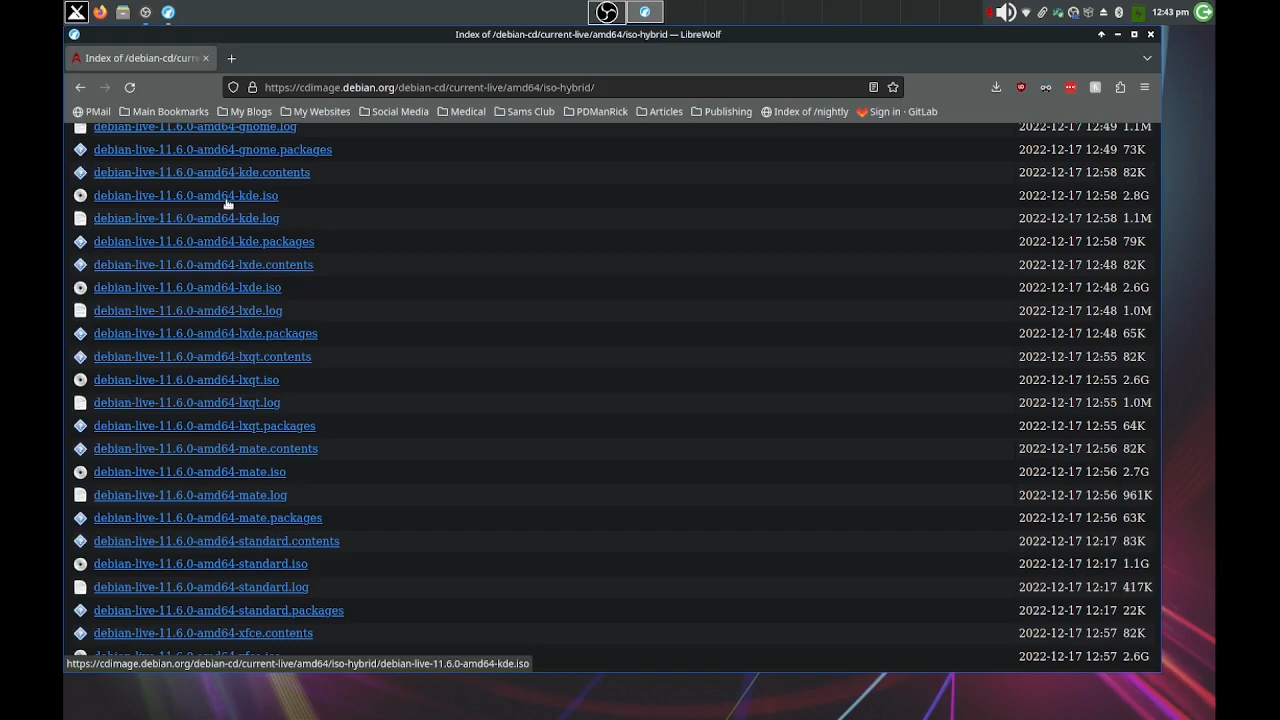 12:43 pm
Index of /debian-cd/current-live/amd64/iso-hybrid/ — LibreWolf
Index of /debian-cd/curre
https://cdimage.debian.org/debian-cd/current-live/amd64/iso-hybrid/
PMail Main Bookmarks My Blogs My Websites Social Media Medical Sams Club PDManRick Articles Publishing Index of /nightly Sign in · GitLab
debian-live-11.6.0-amd64-gnome.log 2022-12-17 12:49 1.1M
debian-live-11.6.0-amd64-gnome.packages 2022-12-17 12:49 73K
debian-live-11.6.0-amd64-kde.contents 2022-12-17 12:58 82K
debian-live-11.6.0-amd64-kde.iso 2022-12-17 12:58 2.8G
debian-live-11.6.0-amd64-kde.log 2022-12-17 12:58 1.1M
debian-live-11.6.0-amd64-kde.packages 2022-12-17 12:58 79K
debian-live-11.6.0-amd64-lxde.contents 2022-12-17 12:48 82K
debian-live-11.6.0-amd64-lxde.iso 2022-12-17 12:48 2.6G
debian-live-11.6.0-amd64-lxde.log 2022-12-17 12:48 1.0M
debian-live-11.6.0-amd64-lxde.packages 2022-12-17 12:48 65K
debian-live-11.6.0-amd64-lxqt.contents 2022-12-17 12:55 82K
debian-live-11.6.0-amd64-lxqt.iso 2022-12-17 12:55 2.6G
debian-live-11.6.0-amd64-lxqt.log 2022-12-17 12:55 1.0M
debian-live-11.6.0-amd64-lxqt.packages 2022-12-17 12:55 64K
debian-live-11.6.0-amd64-mate.contents 2022-12-17 12:56 82K
debian-live-11.6.0-amd64-mate.iso 2022-12-17 12:56 2.7G
debian-live-11.6.0-amd64-mate.log 2022-12-17 12:56 961K
debian-live-11.6.0-amd64-mate.packages 2022-12-17 12:56 63K
debian-live-11.6.0-amd64-standard.contents 2022-12-17 12:17 83K
debian-live-11.6.0-amd64-standard.iso 2022-12-17 12:17 1.1G
debian-live-11.6.0-amd64-standard.log 2022-12-17 12:17 417K
debian-live-11.6.0-amd64-standard.packages 2022-12-17 12:17 22K
debian-live-11.6.0-amd64-xfce.contents 2022-12-17 12:57 82K
2022-12-17 12:57 2.6G
https://cdimage.debian.org/debian-cd/current-live/amd64/iso-hybrid/debian-live-11.6.0-amd64-kde.iso